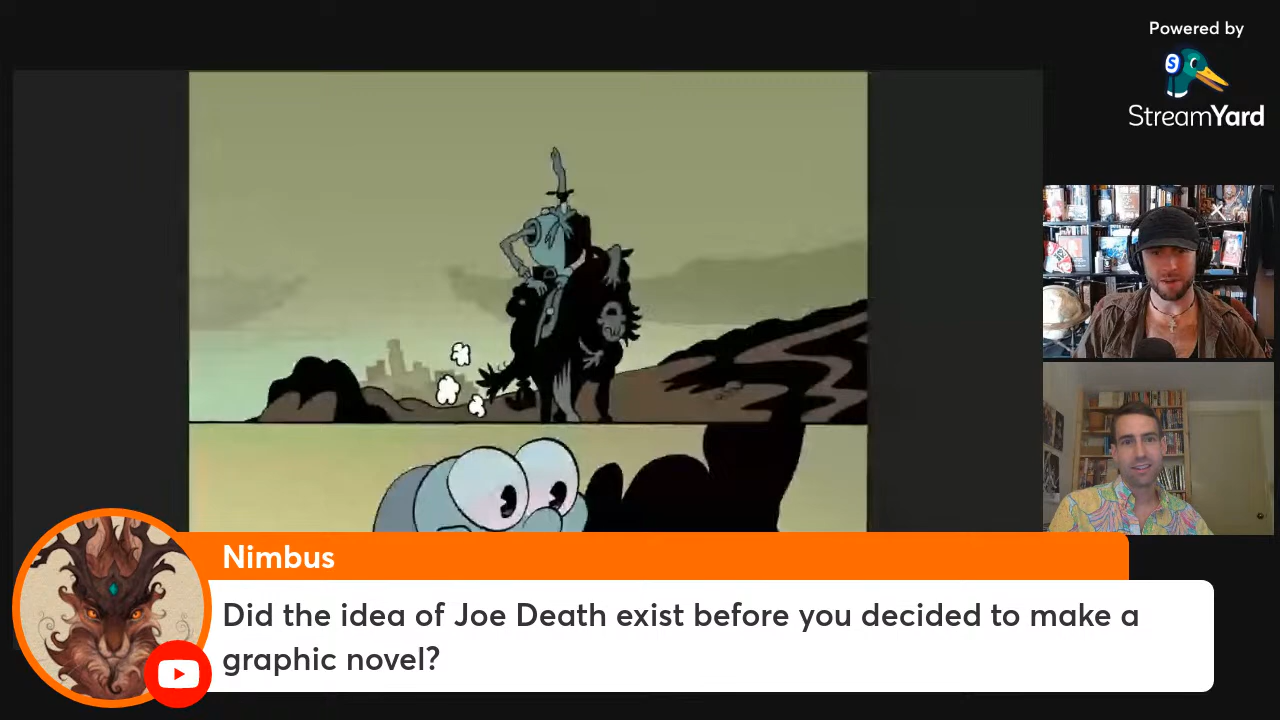 Powered by
S
StreamYard
Nimbus
Did the idea of Joe Death exist before you decided to make a
graphic novel?